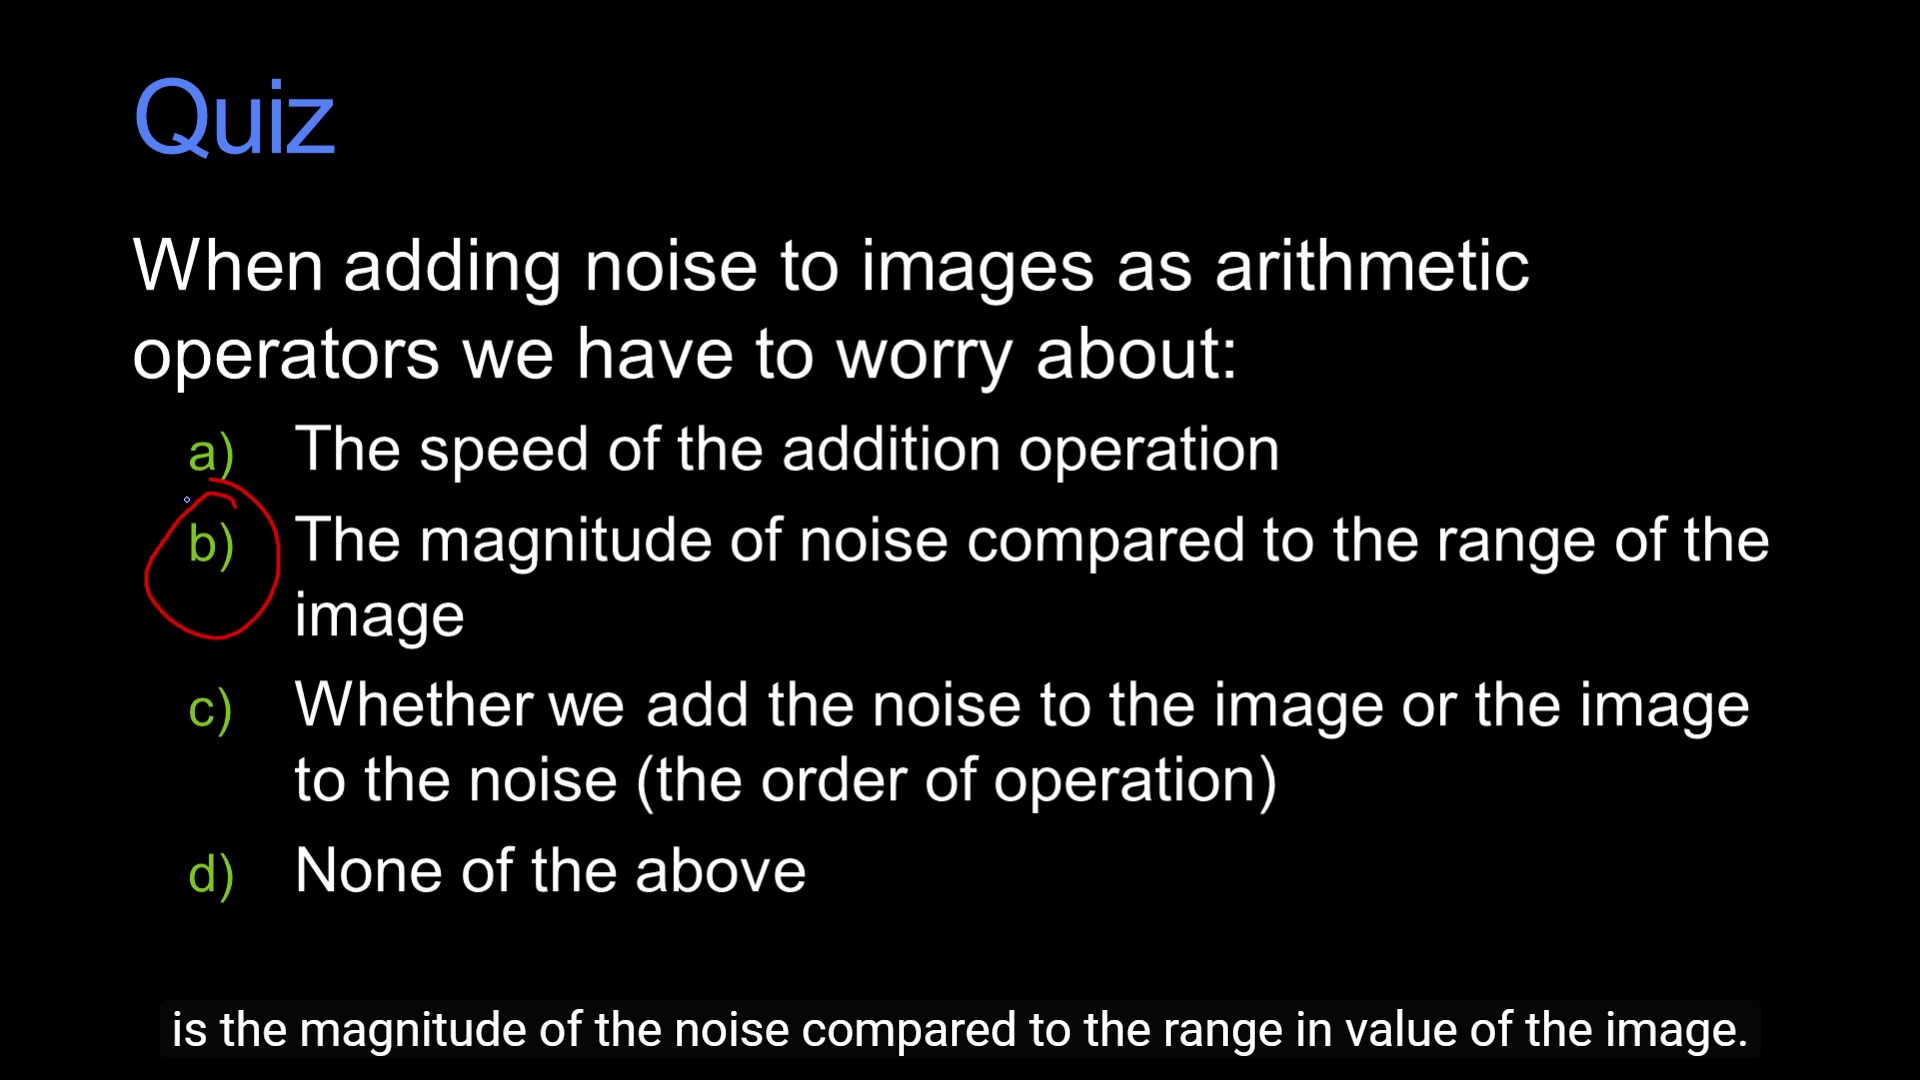 Quiz
When adding noise to images as arithmetic
operators we have to worry about:
a) The speed of the addition operation
b) The magnitude of noise compared to the range of the
image
c) Whether we add the noise to the image or the image
to the noise (the order of operation)
d) None of the above
is the magnitude of the noise compared to the range in value of the image.